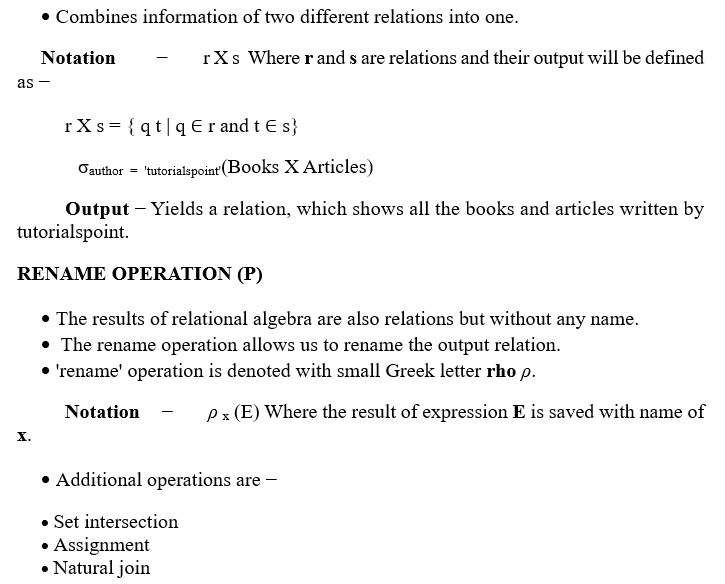 • Combines information of two different relations into one.
Notation − r X s Where r and s are relations and their output will be defined
as −
r X s = { q t | q ∈ r and t ∈ s}
σauthor = 'tutorialspoint'(Books X Articles)
Output − Yields a relation, which shows all the books and articles written by
tutorialspoint.
RENAME OPERATION (Ρ)
• The results of relational algebra are also relations but without any name.
• The rename operation allows us to rename the output relation.
• 'rename' operation is denoted with small Greek letter rho ρ.
Notation − ρ x (E) Where the result of expression E is saved with name of
x.
• Additional operations are −
• Set intersection
• Assignment
• Natural join